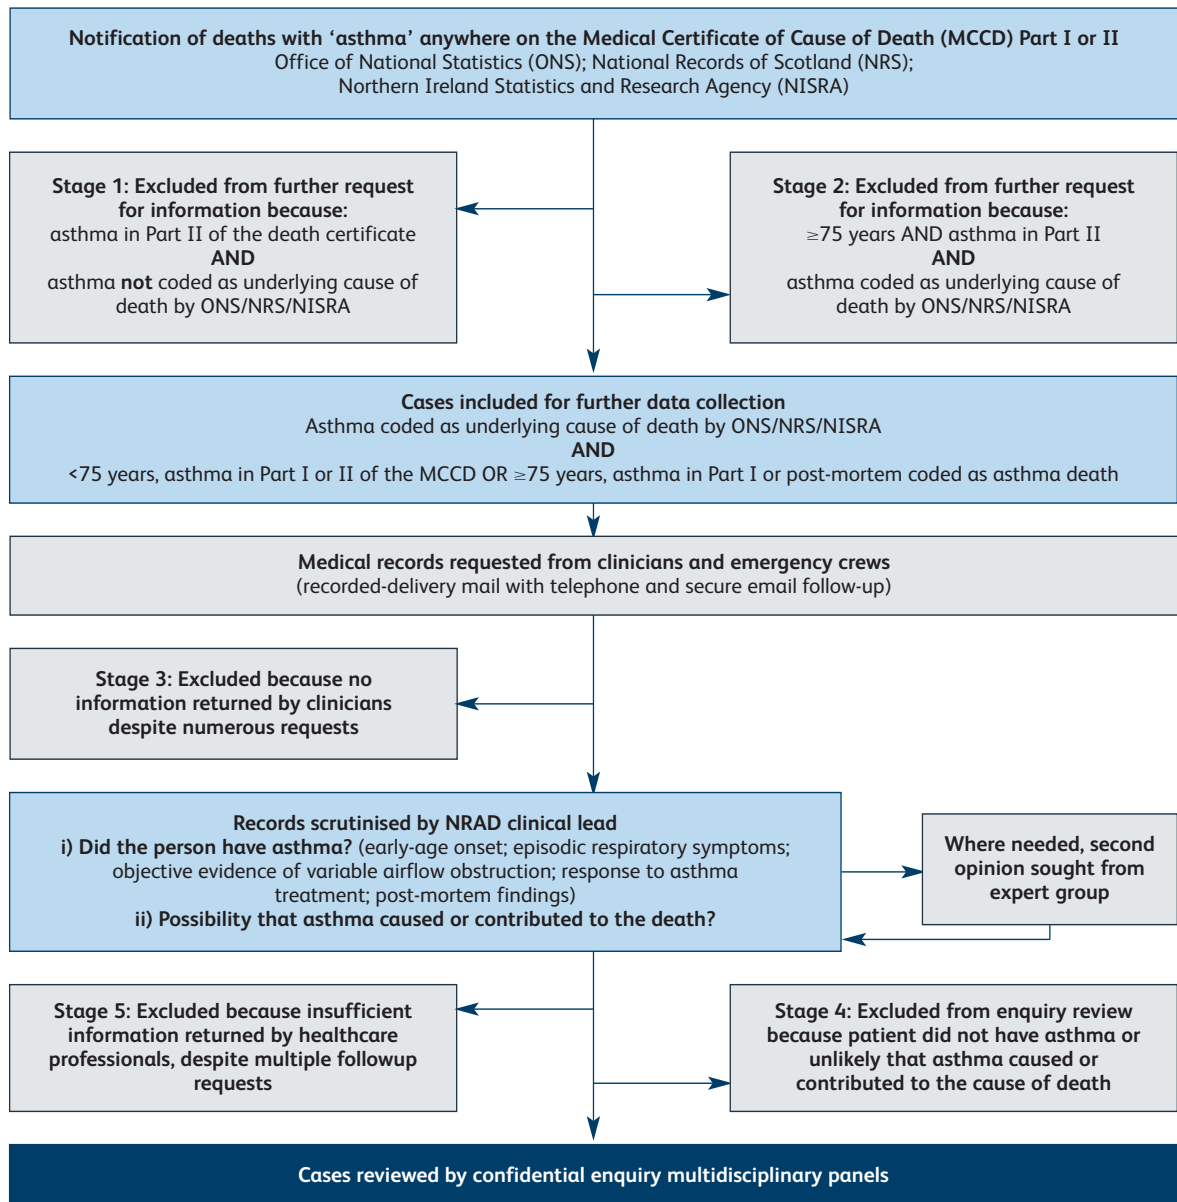 Notification of deaths with ‘asthma’ anywhere on the Medical Certificate of Cause of Death (MCCD) Part I or II
Office of National Statistics (ONS); National Records of Scotland (NRS);
Northern Ireland Statistics and Research Agency (NISRA)
Stage 1: Excluded from further request
for information because:
asthma in Part II of the death certificate
AND
asthma not coded as underlying cause of
death by ONS/NRS/NISRA
Stage 2: Excluded from further request
for information because:
≥75 years AND asthma in Part II
AND
asthma coded as underlying cause of
death by ONS/NRS/NISRA
Cases included for further data collection
Asthma coded as underlying cause of death by ONS/NRS/NISRA
AND
<75 years, asthma in Part I or II of the MCCD OR ≥75 years, asthma in Part I or post-mortem coded as asthma death
Medical records requested from clinicians and emergency crews
(recorded-delivery mail with telephone and secure email follow-up)
Stage 3: Excluded because no
information returned by clinicians
despite numerous requests
Records scrutinised by NRAD clinical lead
i) Did the person have asthma? (early-age onset; episodic respiratory symptoms;
objective evidence of variable airflow obstruction; response to asthma
treatment; post-mortem findings)
ii) Possibility that asthma caused or contributed to the death?
Where needed, second
opinion sought from
expert group
Stage 5: Excluded because insufficient
information returned by healthcare
professionals, despite multiple followup
requests
Stage 4: Excluded from enquiry review
because patient did not have asthma or
unlikely that asthma caused or
contributed to the cause of death
Cases reviewed by confidential enquiry multidisciplinary panels